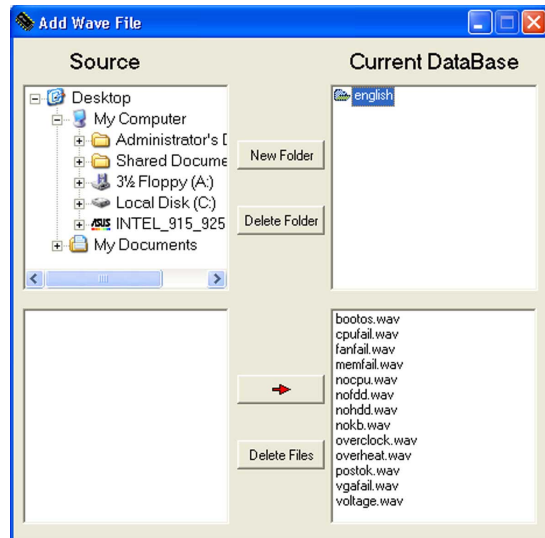 Add Wave File
Source
Current DataBase
Desktop
My Computer
Administrator's D
Shared Docume
3½ Floppy (A:)
Local Disk (C:)
ASUS INTEL_915_925
My Documents
english
New Folder
Delete Folder
Delete Files
bootos.wav
cpufail.wav
fanfail.wav
memfail.wav
nocpu.wav
nofdd.wav
nohdd.wav
nokb.wav
overclock.wav
overheat.wav
postok.wav
vgafail.wav
voltage.wav